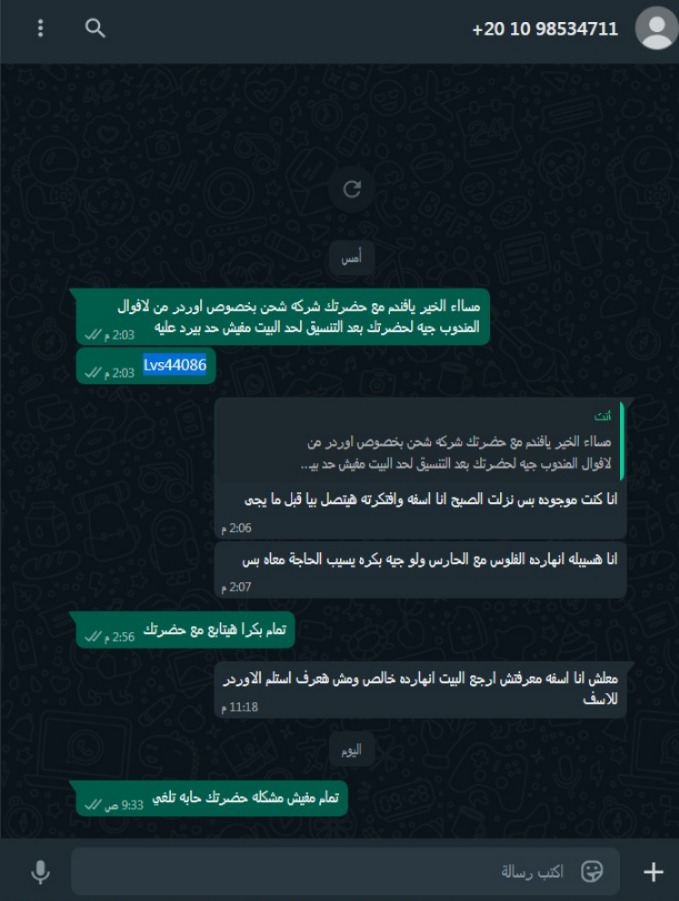 +20 10 98534711
أمس
مسااء الخير يافندم مع حضرتك شركه شحن بخصوص اوردر من لافوال
المندوب جيه لحضرتك بعد التنسيق لحد البيت مفيش حد بيرد عليه
2:03 م
Lvs44086
2:03 م
أنت
مسااء الخير يافندم مع حضرتك شركه شحن بخصوص اوردر من
لافوال المندوب جيه لحضرتك بعد التنسيق لحد البيت مفيش حد بيـ...
انا كنت موجوده بس نزلت الصبح انا اسفه وافتكرته هيتصل بيا قبل ما يجى
2:06 م
انا هسيبله انهارده الفلوس مع الحارس ولو جيه بكره يسيب الحاجة معاه بس
2:07 م
تمام بكرا هيتابع مع حضرتك
2:56 م
معلش انا اسفه معرفتش ارجع البيت انهارده خالص ومش هعرف استلم الاوردر
للاسف
11:18 م
اليوم
تمام مفيش مشكله حضرتك حابه تلغي
9:33 ص
اكتب رسالة